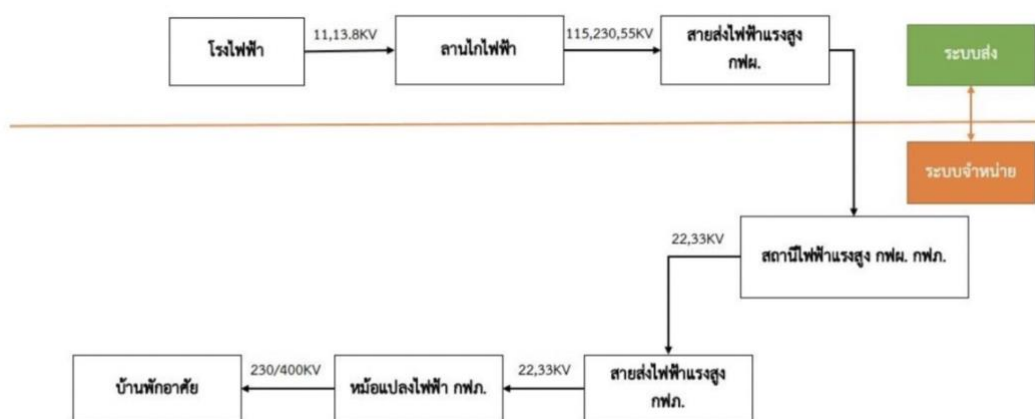 โรงไฟฟ้า
11,13.8KV
ลานไกไฟฟ้า
115,230,55KV
สายส่งไฟฟ้าแรงสูง
กฟผ.
ระบบส่ง
ระบบจำหน่าย
สถานีไฟฟ้าแรงสูง กฟผ. กฟภ.
22,33KV
สายส่งไฟฟ้าแรงสูง
กฟภ.
22,33KV
หม้อแปลงไฟฟ้า กฟภ.
230/400KV
บ้านพักอาศัย